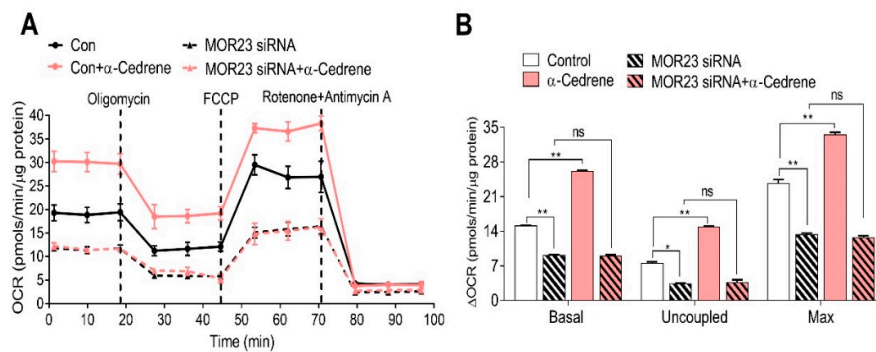 A
Con
MOR23 siRNA
Con+α-Cedrene
MOR23 siRNA+α-Cedrene
Oligomycin
FCCP
Rotenone+Antimycin A
OCR (pmols/min/µg protein)
40
35
30
25
20
15
10
5
0
0 10 20 30 40 50 60 70 80 90 100
Time (min)
B
Control
MOR23 siRNA
α-Cedrene
MOR23 siRNA+α-Cedrene
ΔOCR (pmols/min/µg protein)
35
28
21
14
7
0
ns
**
**
ns
**
*
ns
**
**
Basal
Uncoupled
Max